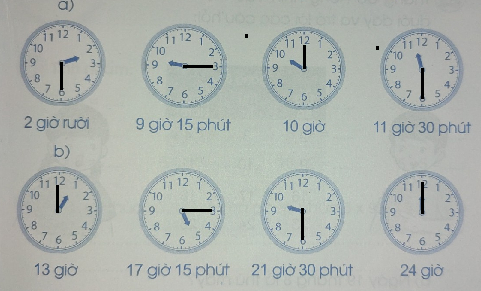 a)
2 giờ rưỡi 9 giờ 15 phút 10 giờ 11 giờ 30 phút
b)
13 giờ 17 giờ 15 phút 21 giờ 30 phút 24 giờ